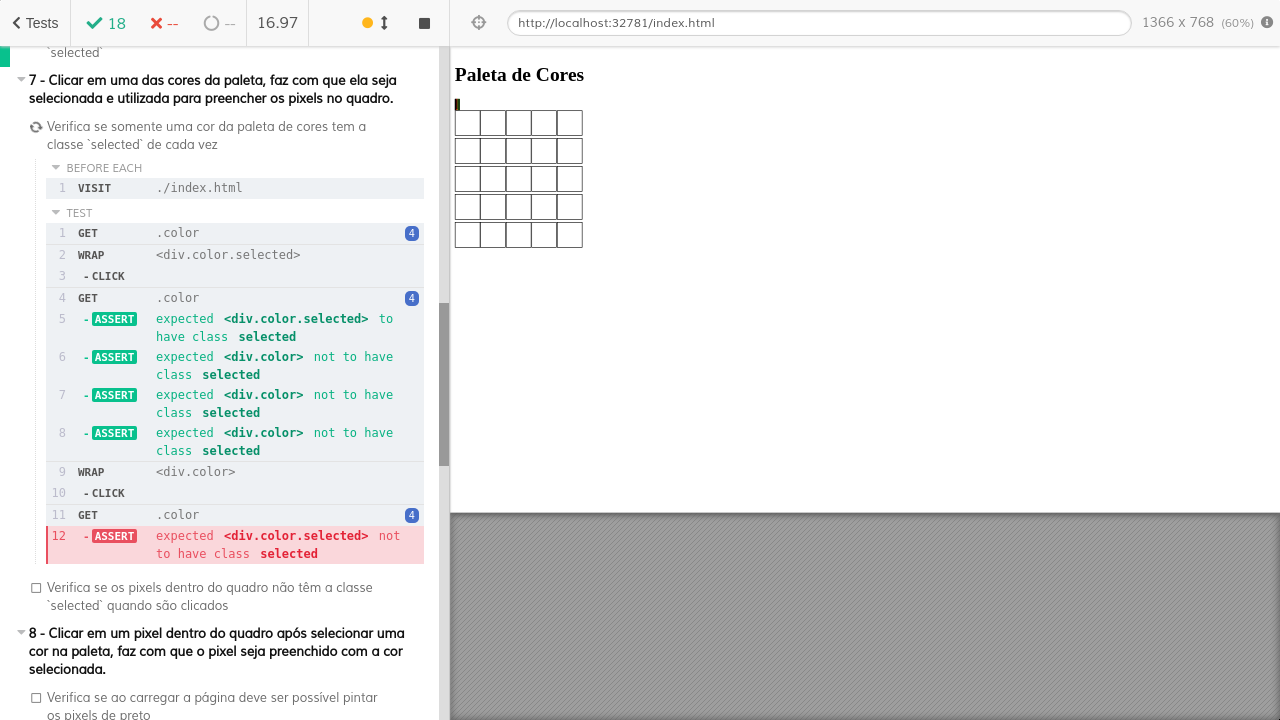 Tests
18
--
--
16.97
http://localhost:32781/index.html
1366 x 768 (60%)
`selected`
7 - Clicar em uma das cores da paleta, faz com que ela seja
selecionada e utilizada para preencher os pixels no quadro.
Verifica se somente uma cor da paleta de cores tem a
classe `selected` de cada vez
BEFORE EACH
1 VISIT ./index.html
TEST
1 GET .color 4
2 WRAP <div.color.selected>
3 - CLICK
4 GET .color 4
5 - ASSERT expected <div.color.selected> to
have class selected
6 - ASSERT expected <div.color> not to have
class selected
7 - ASSERT expected <div.color> not to have
class selected
8 - ASSERT expected <div.color> not to have
class selected
9 WRAP <div.color>
10 - CLICK
11 GET .color 4
12 - ASSERT expected <div.color.selected> not
to have class selected
Verifica se os pixels dentro do quadro não têm a classe
`selected` quando são clicados
8 - Clicar em um pixel dentro do quadro após selecionar uma
cor na paleta, faz com que o pixel seja preenchido com a cor
selecionada.
Verifica se ao carregar a página deve ser possível pintar
os pixels de preto
Paleta de Cores